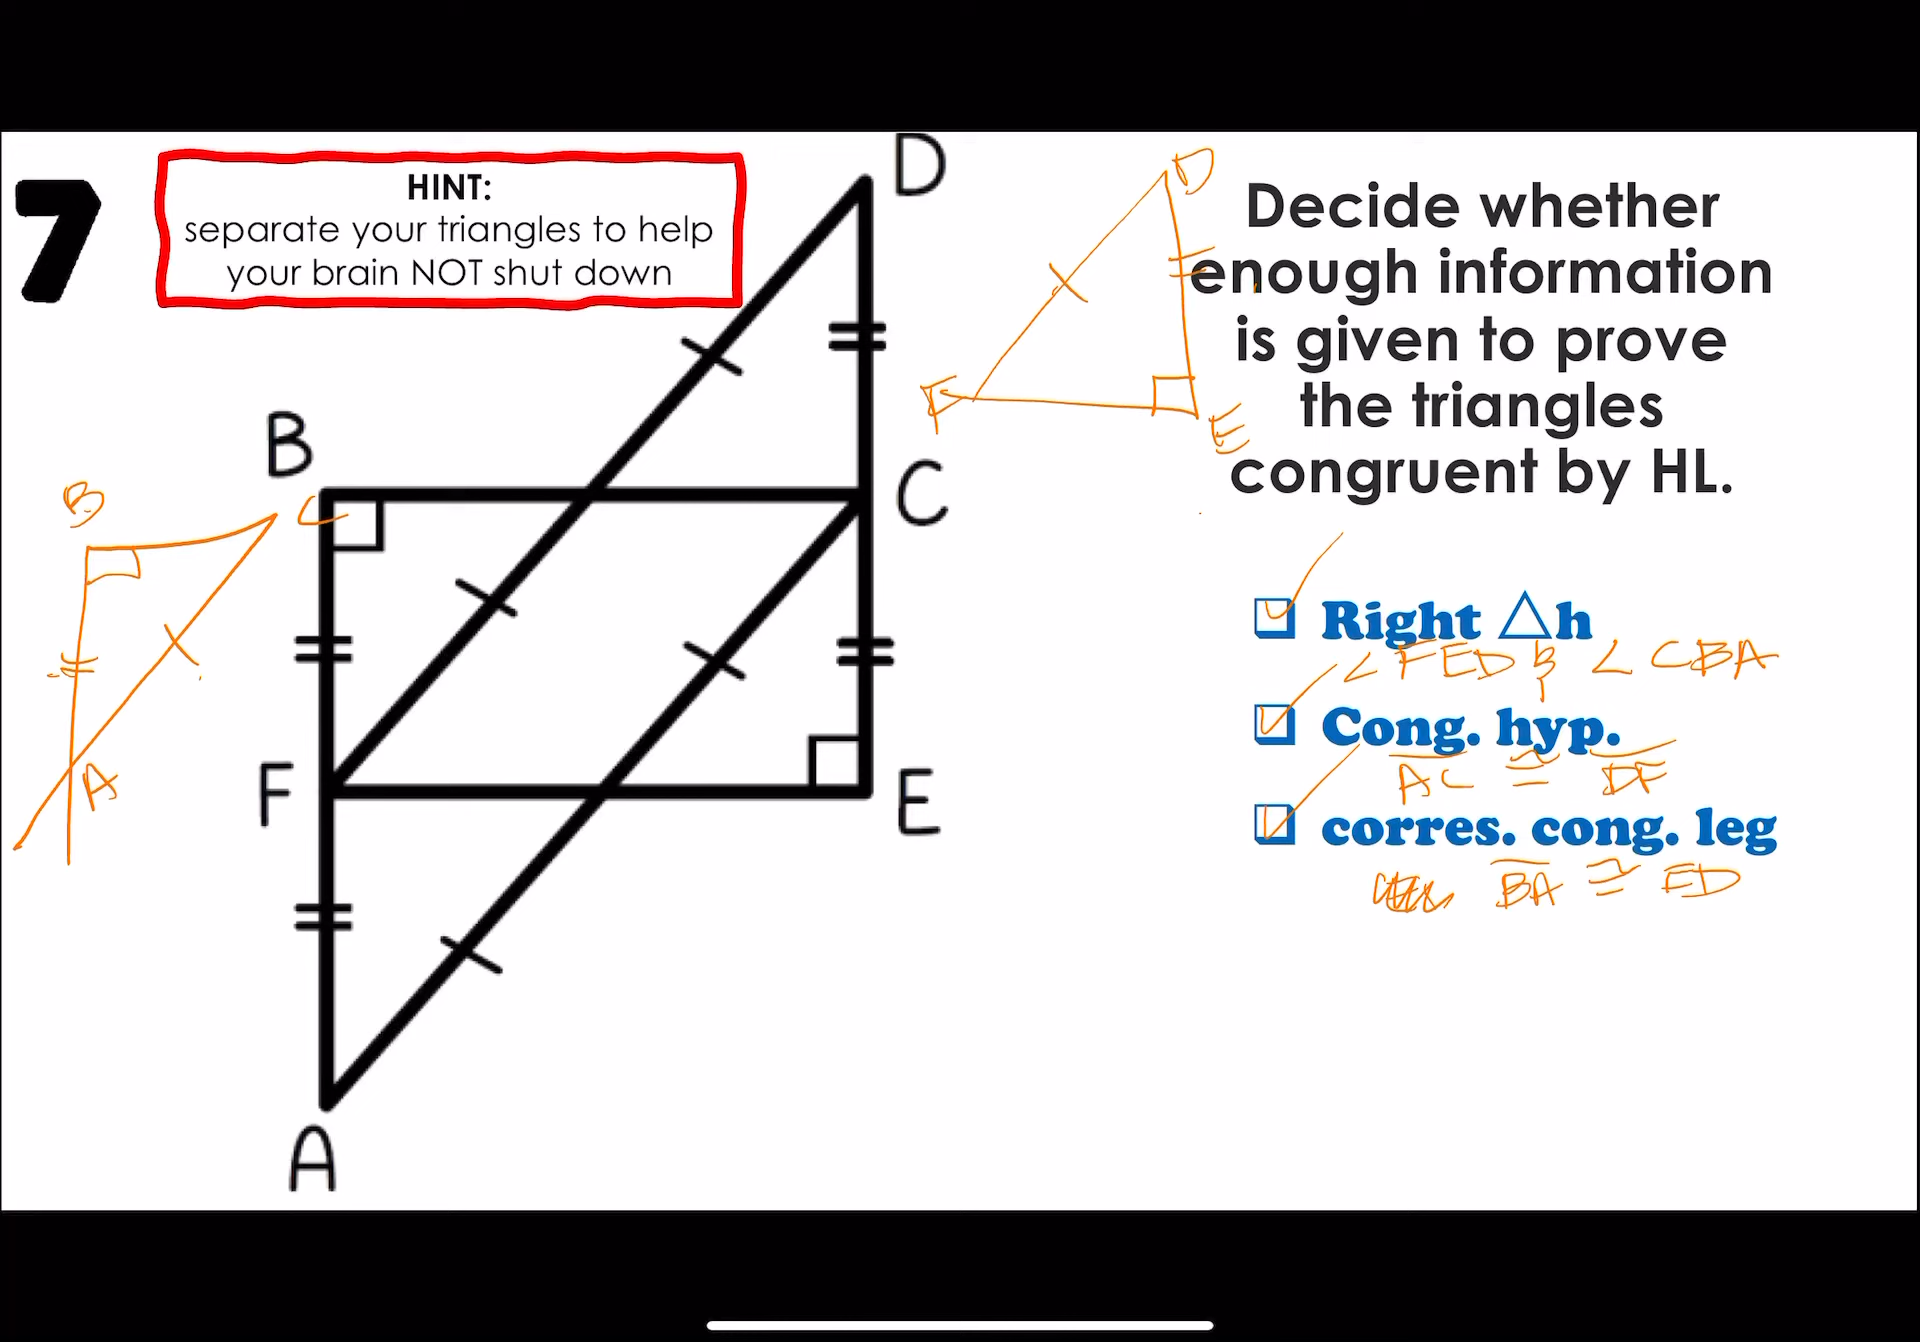 7
HINT:
separate your triangles to help
your brain NOT shut down
D
D
Decide whether
enough information
is given to prove
the triangles
congruent by HL.
F
E
B
C
B
C
Right △h
∠ FED & ∠ CBA
Cong. hyp.
AC ≅ DF
corres. cong. leg
BA ≅ ED
A
F
E
A